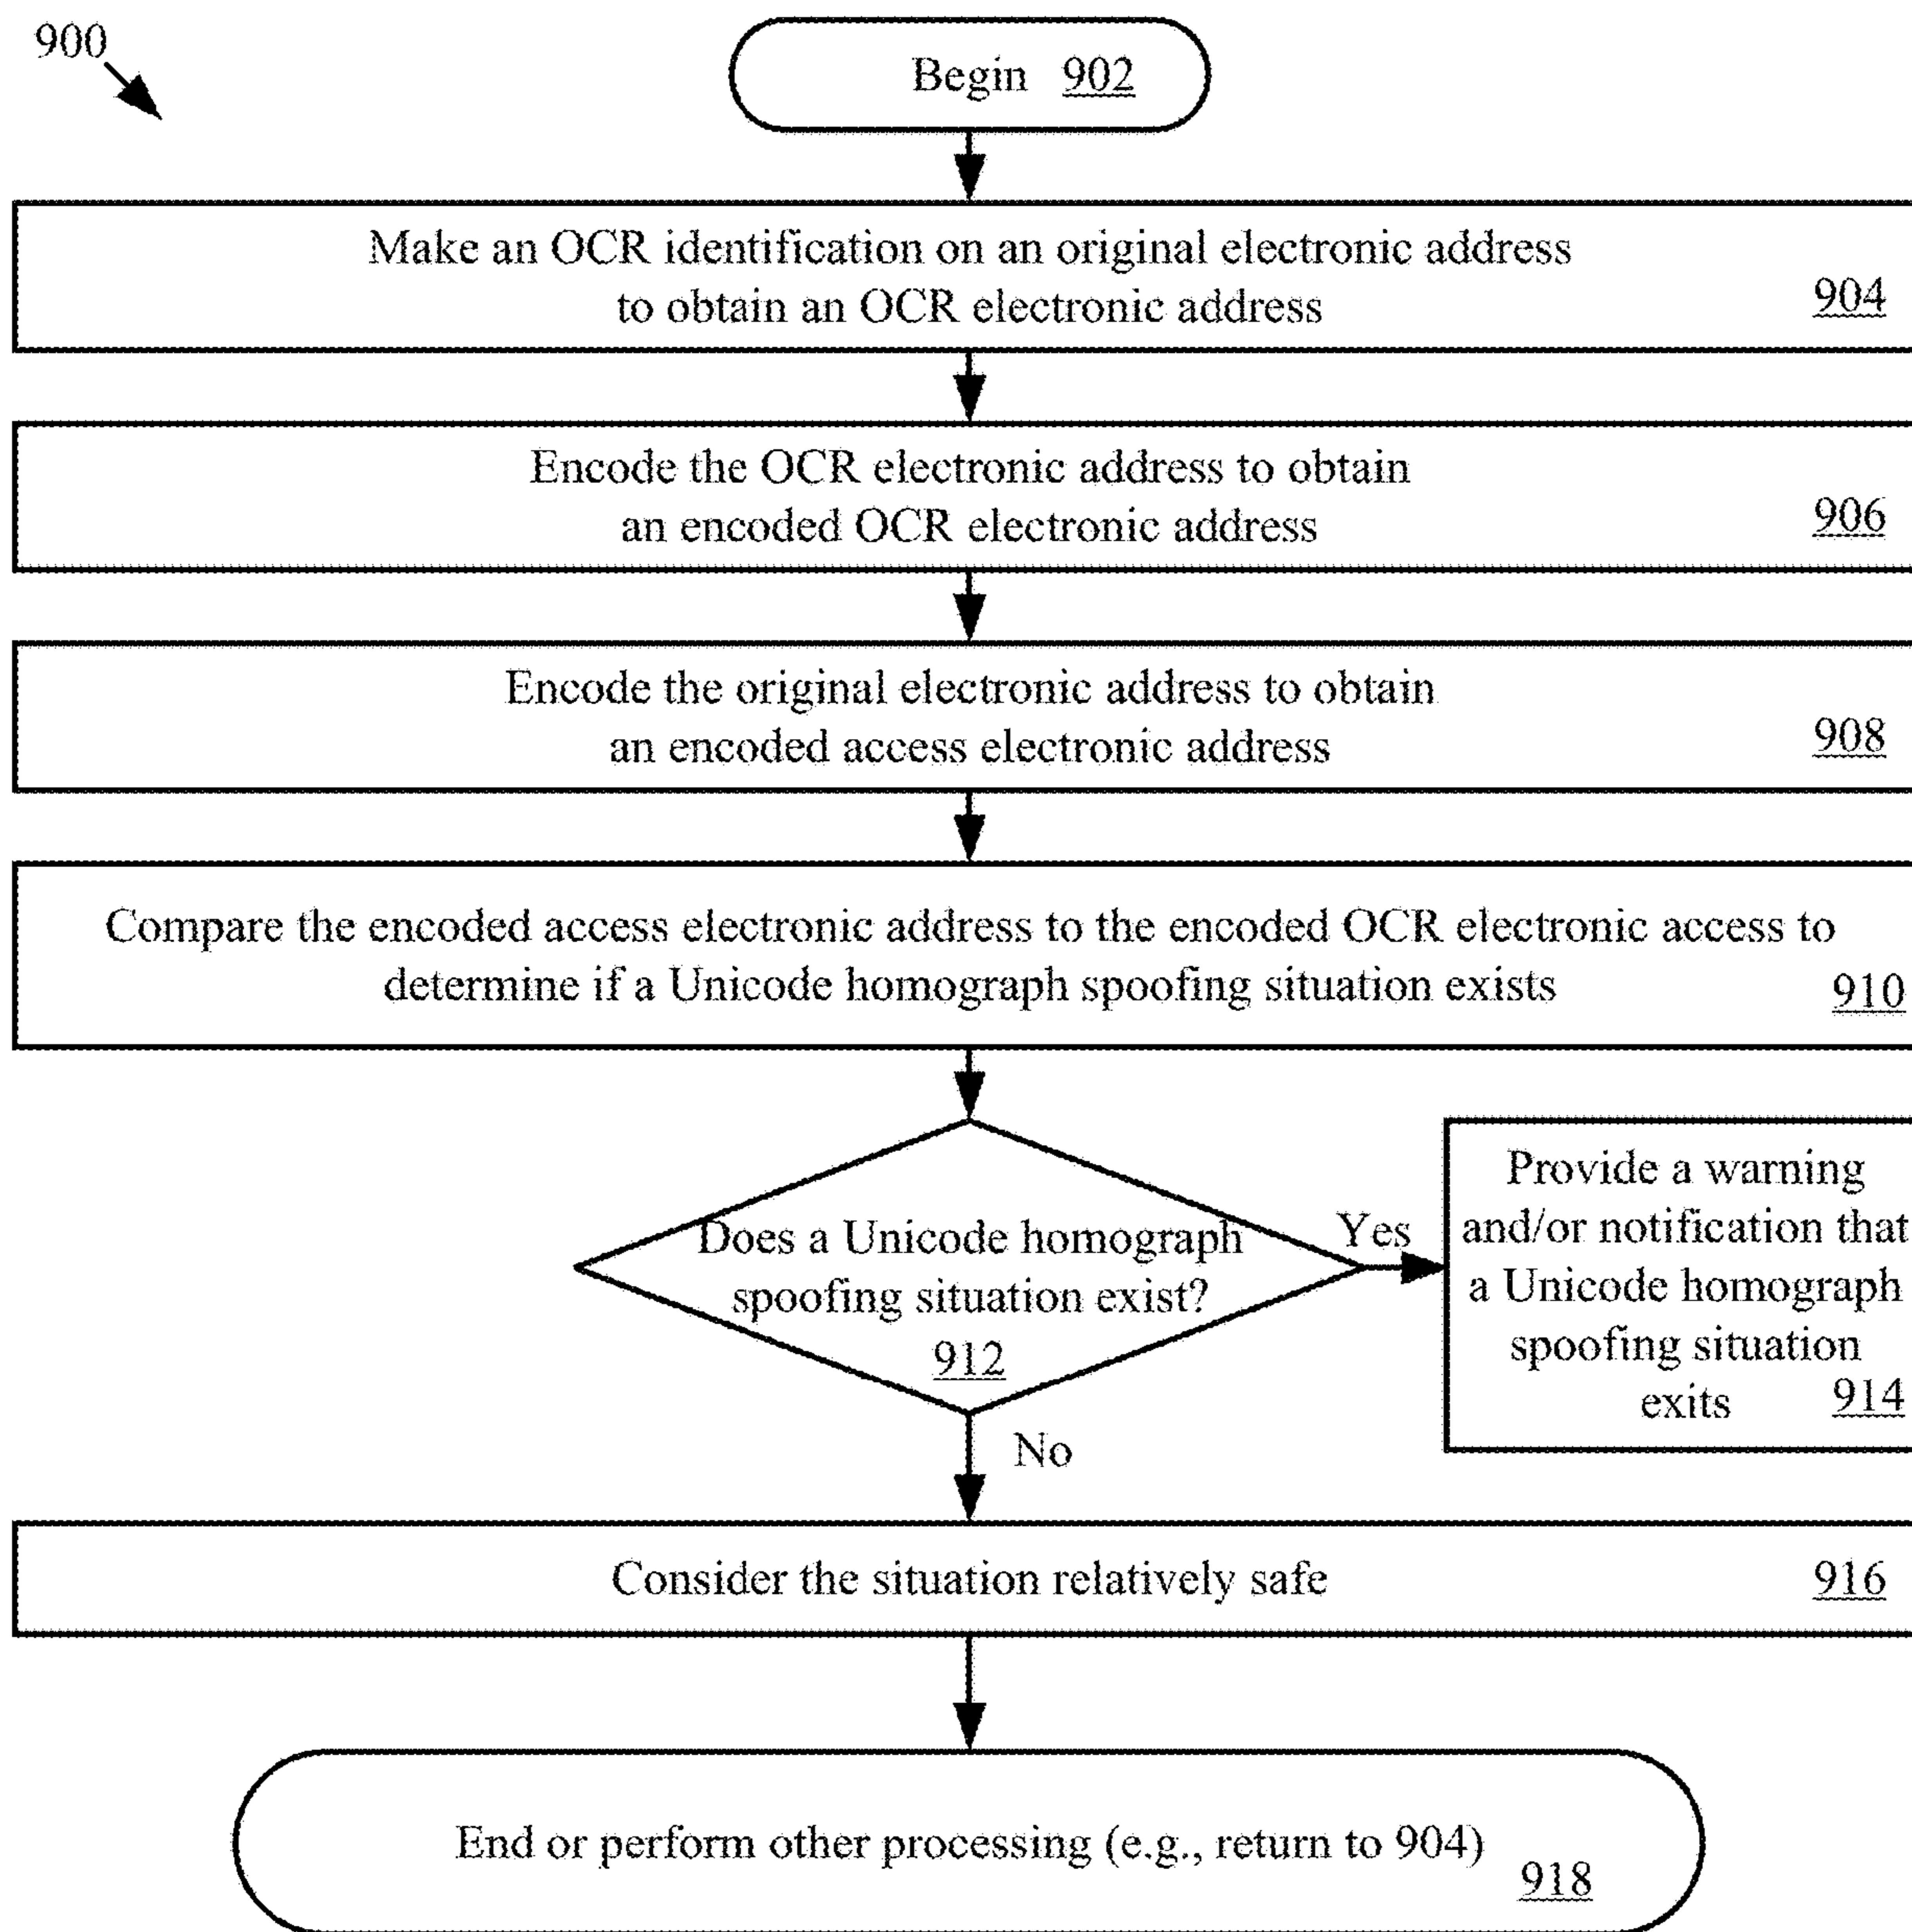 900
Begin 902
Make an OCR identification on an original electronic address
to obtain an OCR electronic address
904
Encode the OCR electronic address to obtain
an encoded OCR electronic address
906
Encode the original electronic address to obtain
an encoded access electronic address
908
Compare the encoded access electronic address to the encoded OCR electronic access to
determine if a Unicode homograph spoofing situation exists
910
Does a Unicode homograph
spoofing situation exist?
912
Yes
Provide a warning
and/or notification that
a Unicode homograph
spoofing situation
exits 914
No
Consider the situation relatively safe 916
End or perform other processing (e.g., return to 904)
918